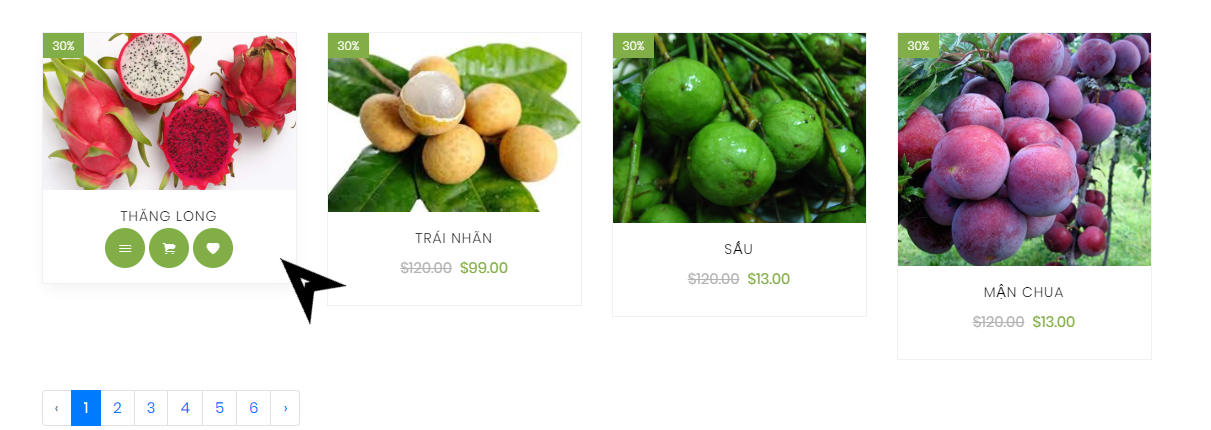 30%
THĂNG LONG
30%
TRÁI NHÃN
$120.00 $99.00
30%
SẤU
$120.00 $13.00
30%
MẬN CHUA
$120.00 $13.00
‹ 1 2 3 4 5 6 ›